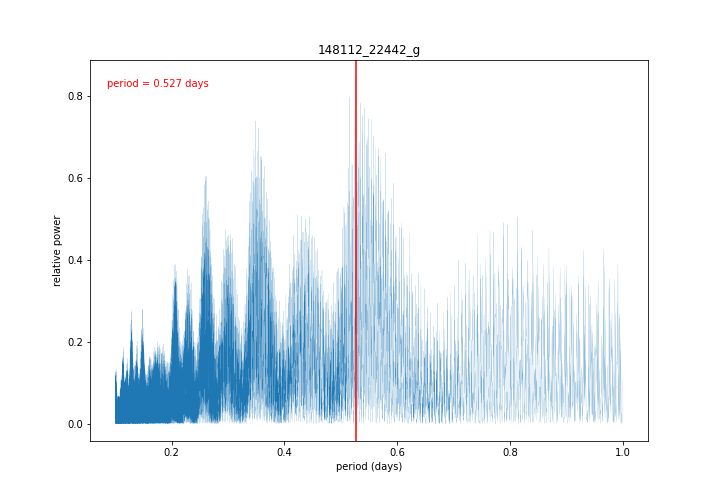 148112_22442_g
period = 0.527 days
relative power
0.8
0.6
0.4
0.2
0.0
0.2 0.4 0.6 0.8 1.0
period (days)